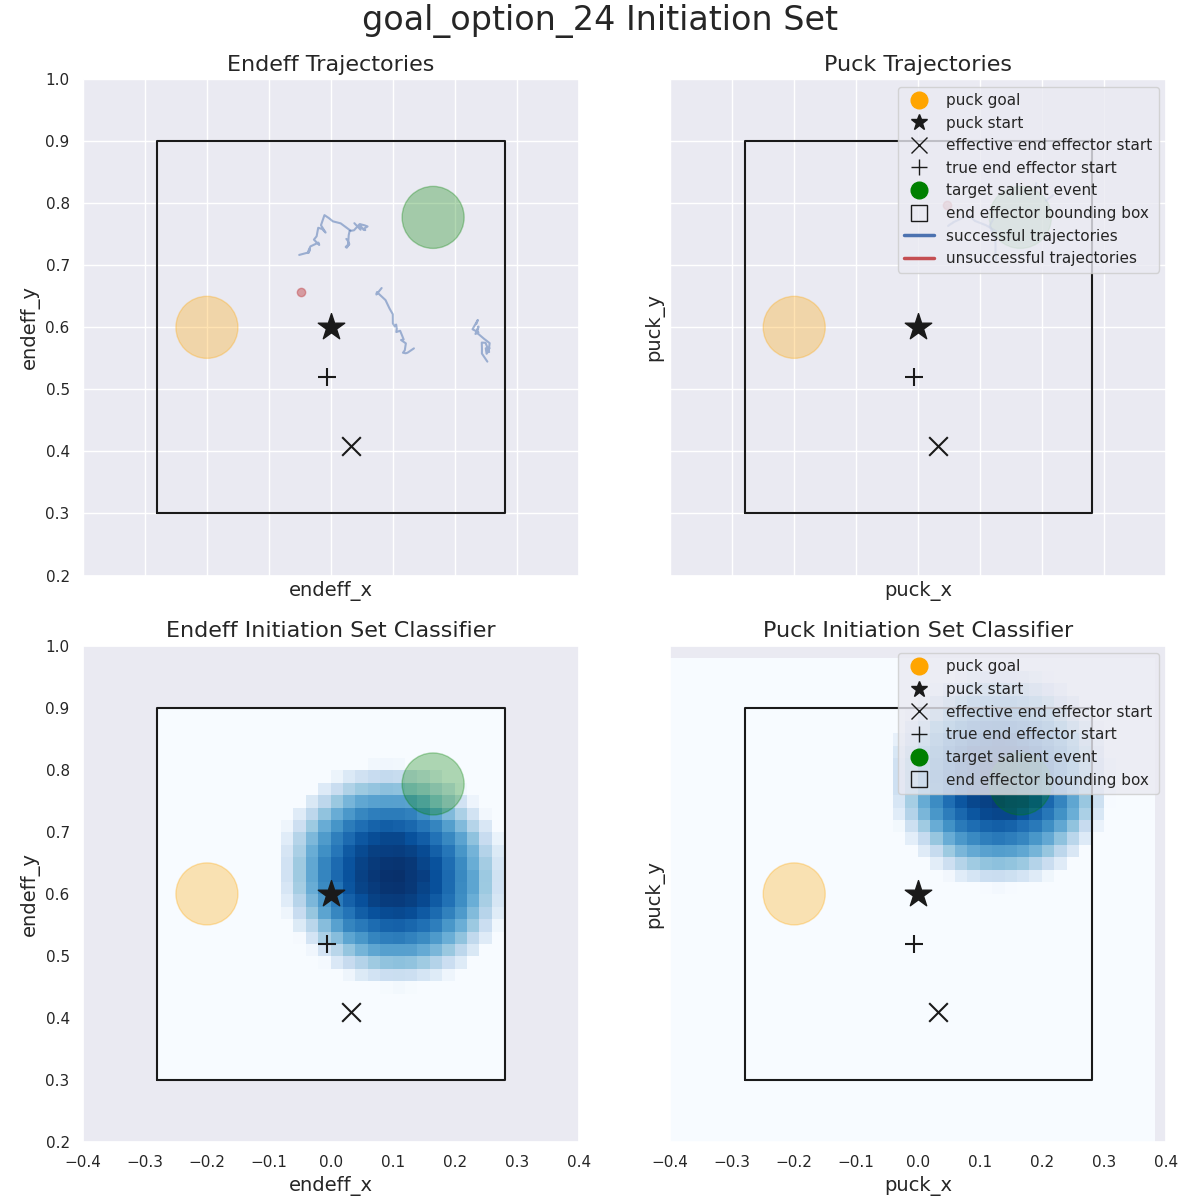 goal_option_24 Initiation Set
Endeff Trajectories
1.0
0.9
0.8
0.7
0.6
0.5
0.4
0.3
0.2
endeff_y
endeff_x
Puck Trajectories
puck goal
puck start
effective end effector start
true end effector start
target salient event
end effector bounding box
successful trajectories
unsuccessful trajectories
puck_y
puck_x
Endeff Initiation Set Classifier
1.0
0.9
0.8
0.7
0.6
0.5
0.4
0.3
0.2
endeff_y
−0.4 −0.3 −0.2 −0.1 0.0 0.1 0.2 0.3 0.4
endeff_x
Puck Initiation Set Classifier
puck goal
puck start
effective end effector start
true end effector start
target salient event
end effector bounding box
puck_y
−0.4 −0.3 −0.2 −0.1 0.0 0.1 0.2 0.3 0.4
puck_x